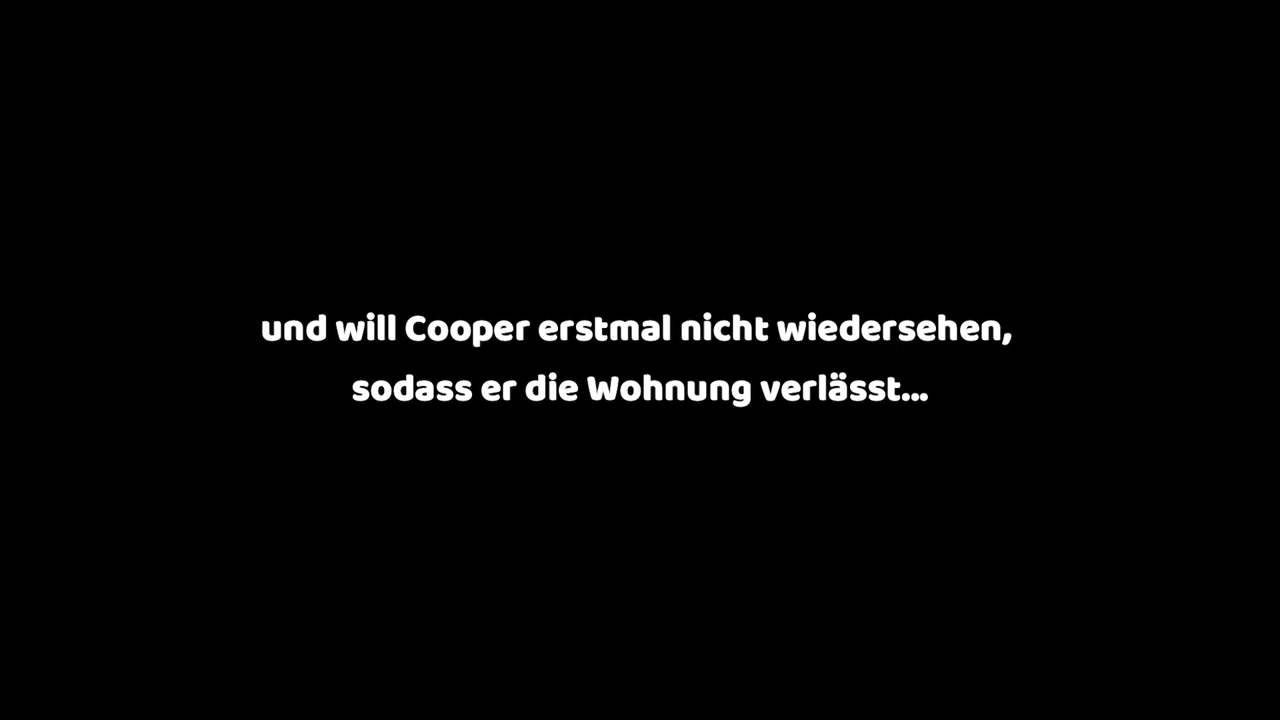 und will Cooper erstmal nicht wiedersehen,
sodass er die Wohnung verlässt...